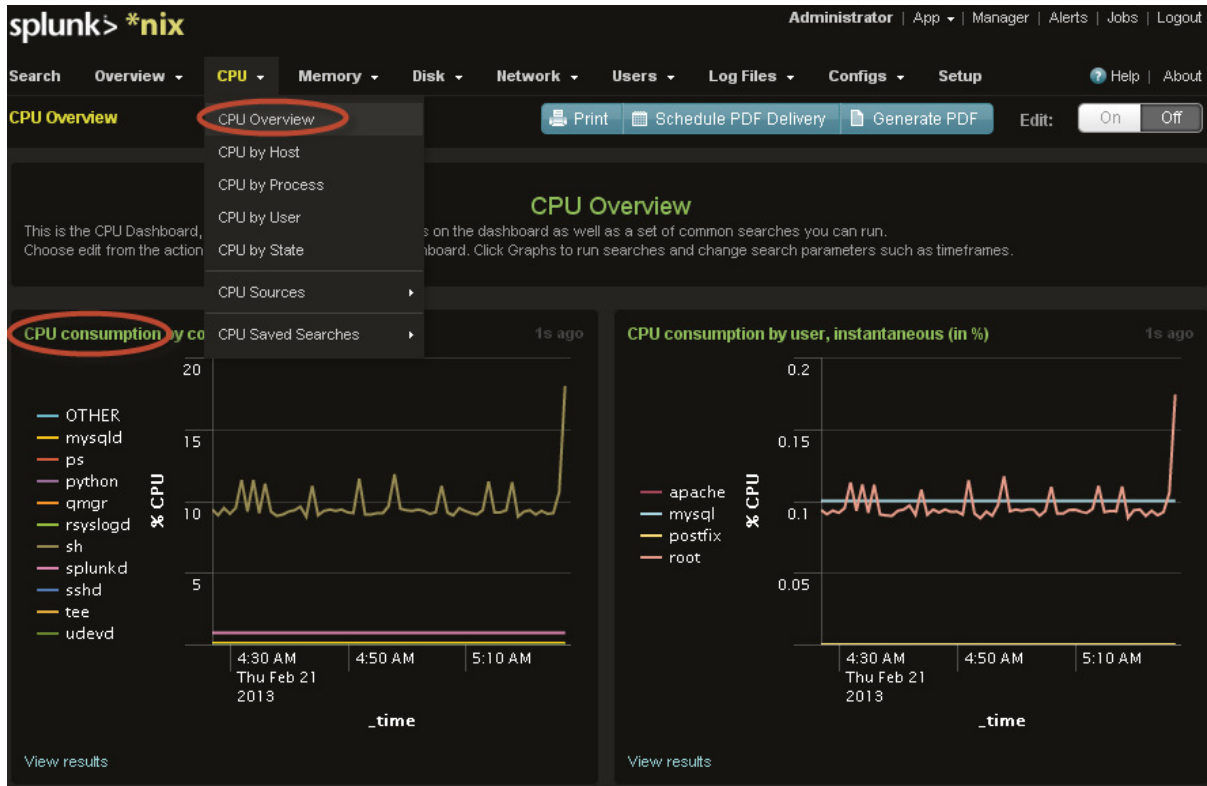 splunk> *nix
Administrator | App | Manager | Alerts | Jobs | Logout
Search Overview CPU Memory Disk Network Users Log Files Configs Setup
? Help | About
CPU Overview
Print Schedule PDF Delivery Generate PDF Edit: On Off
CPU Overview
CPU by Host
CPU by Process
CPU by User
CPU by State
CPU Sources
CPU Saved Searches
CPU Overview
This is the CPU Dashboard, s on the dashboard as well as a set of common searches you can run.
Choose edit from the action board. Click Graphs to run searches and change search parameters such as timeframes.
CPU consumption by co
1s ago
20
15
10
5
% CPU
OTHER
mysqld
ps
python
qmgr
rsyslogd
sh
splunkd
sshd
tee
udevd
4:30 AM
Thu Feb 21
2013
4:50 AM
5:10 AM
_time
View results
CPU consumption by user, instantaneous (in %)
1s ago
0.2
0.15
0.1
0.05
% CPU
apache
mysql
postfix
root
4:30 AM
Thu Feb 21
2013
4:50 AM
5:10 AM
_time
View results